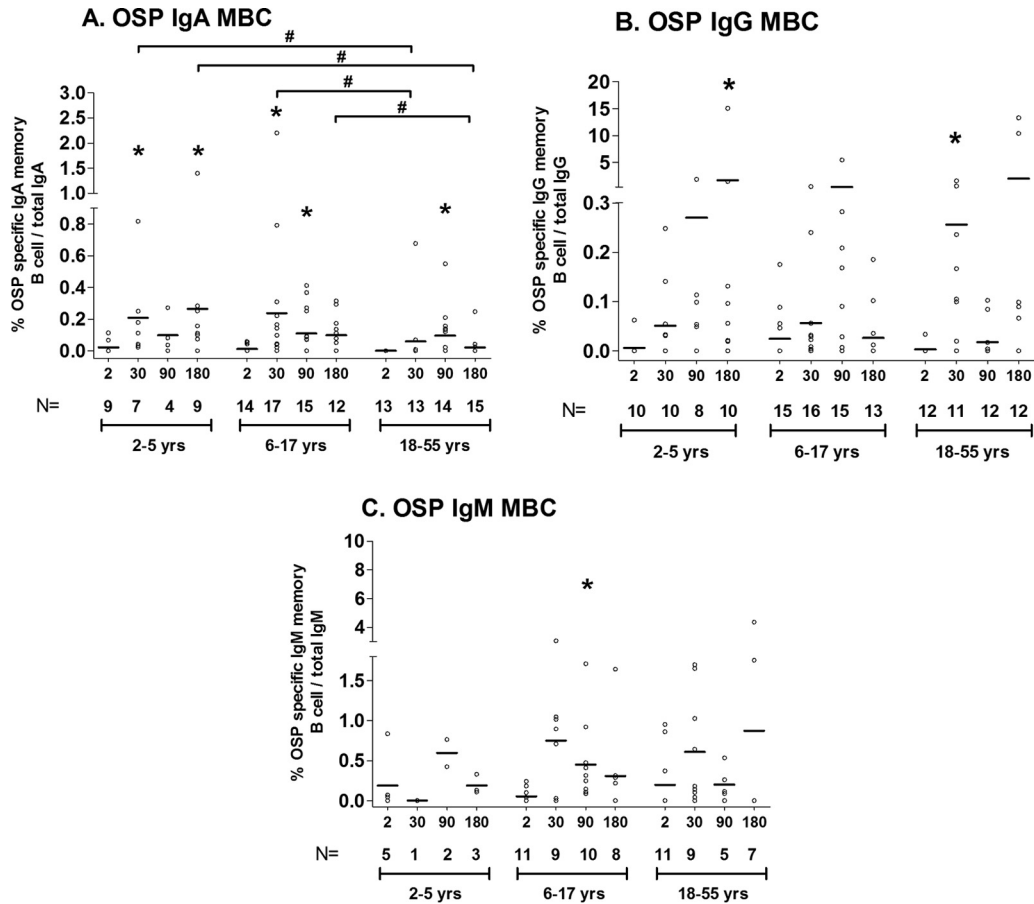 A. OSP IgA MBC
# 
#
#
#
% OSP specific IgA memory
B cell / total IgA
3.0
2.5
2.0
1.5
1.0
0.8
0.6
0.4
0.2
0.0
* * * * *
2 30 90 180 2 30 90 180 2 30 90 180
N= 9 7 4 9 14 17 15 12 13 13 14 15
2-5 yrs 6-17 yrs 18-55 yrs
B. OSP IgG MBC
% OSP specific IgG memory
B cell / total IgG
20
15
10
5
0.3
0.2
0.1
0.0
* *
2 30 90 180 2 30 90 180 2 30 90 180
N= 10 10 8 10 15 16 15 13 12 11 12 12
2-5 yrs 6-17 yrs 18-55 yrs
C. OSP IgM MBC
% OSP specific IgM memory
B cell / total IgM
10
8
6
4
1.5
1.0
0.5
0.0
*
2 30 90 180 2 30 90 180 2 30 90 180
N= 5 1 2 3 11 9 10 8 11 9 5 7
2-5 yrs 6-17 yrs 18-55 yrs